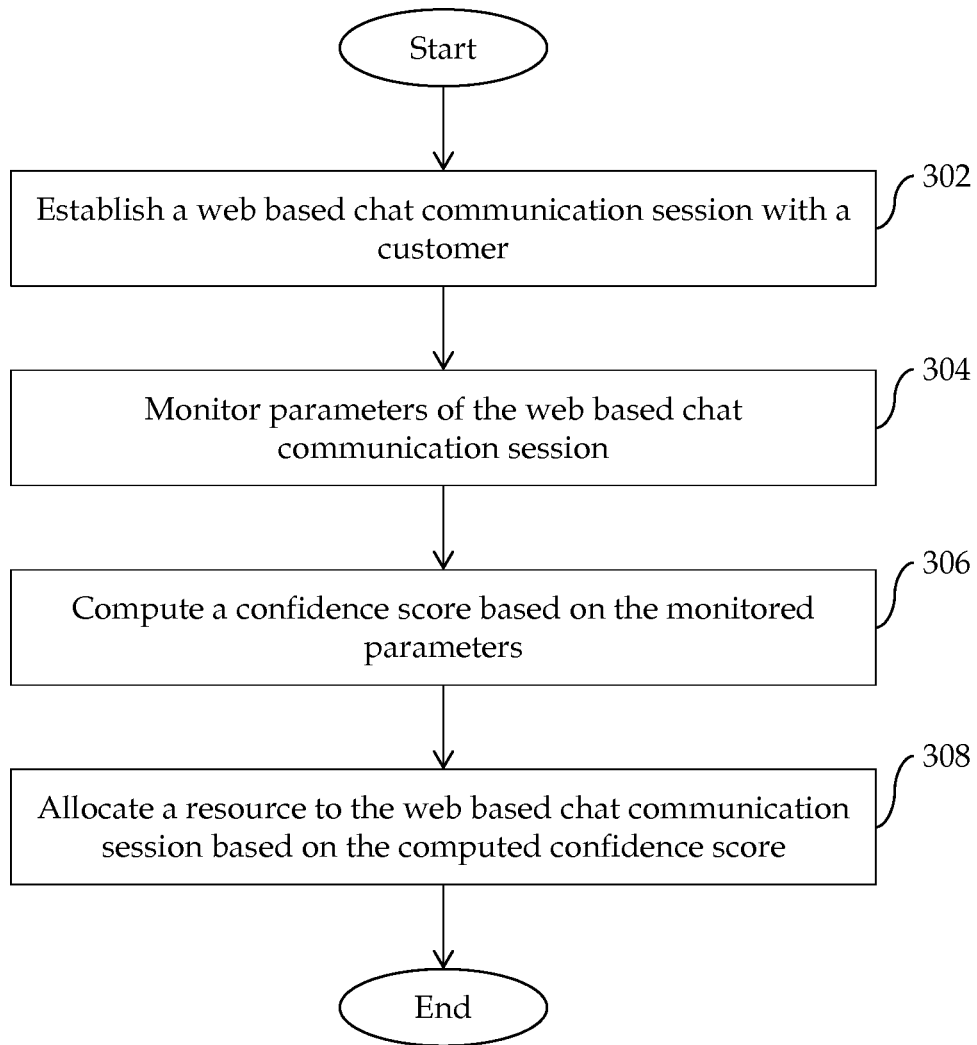 Start
302
Establish a web based chat communication session with a
customer
304
Monitor parameters of the web based chat
communication session
306
Compute a confidence score based on the monitored
parameters
308
Allocate a resource to the web based chat communication
session based on the computed confidence score
End